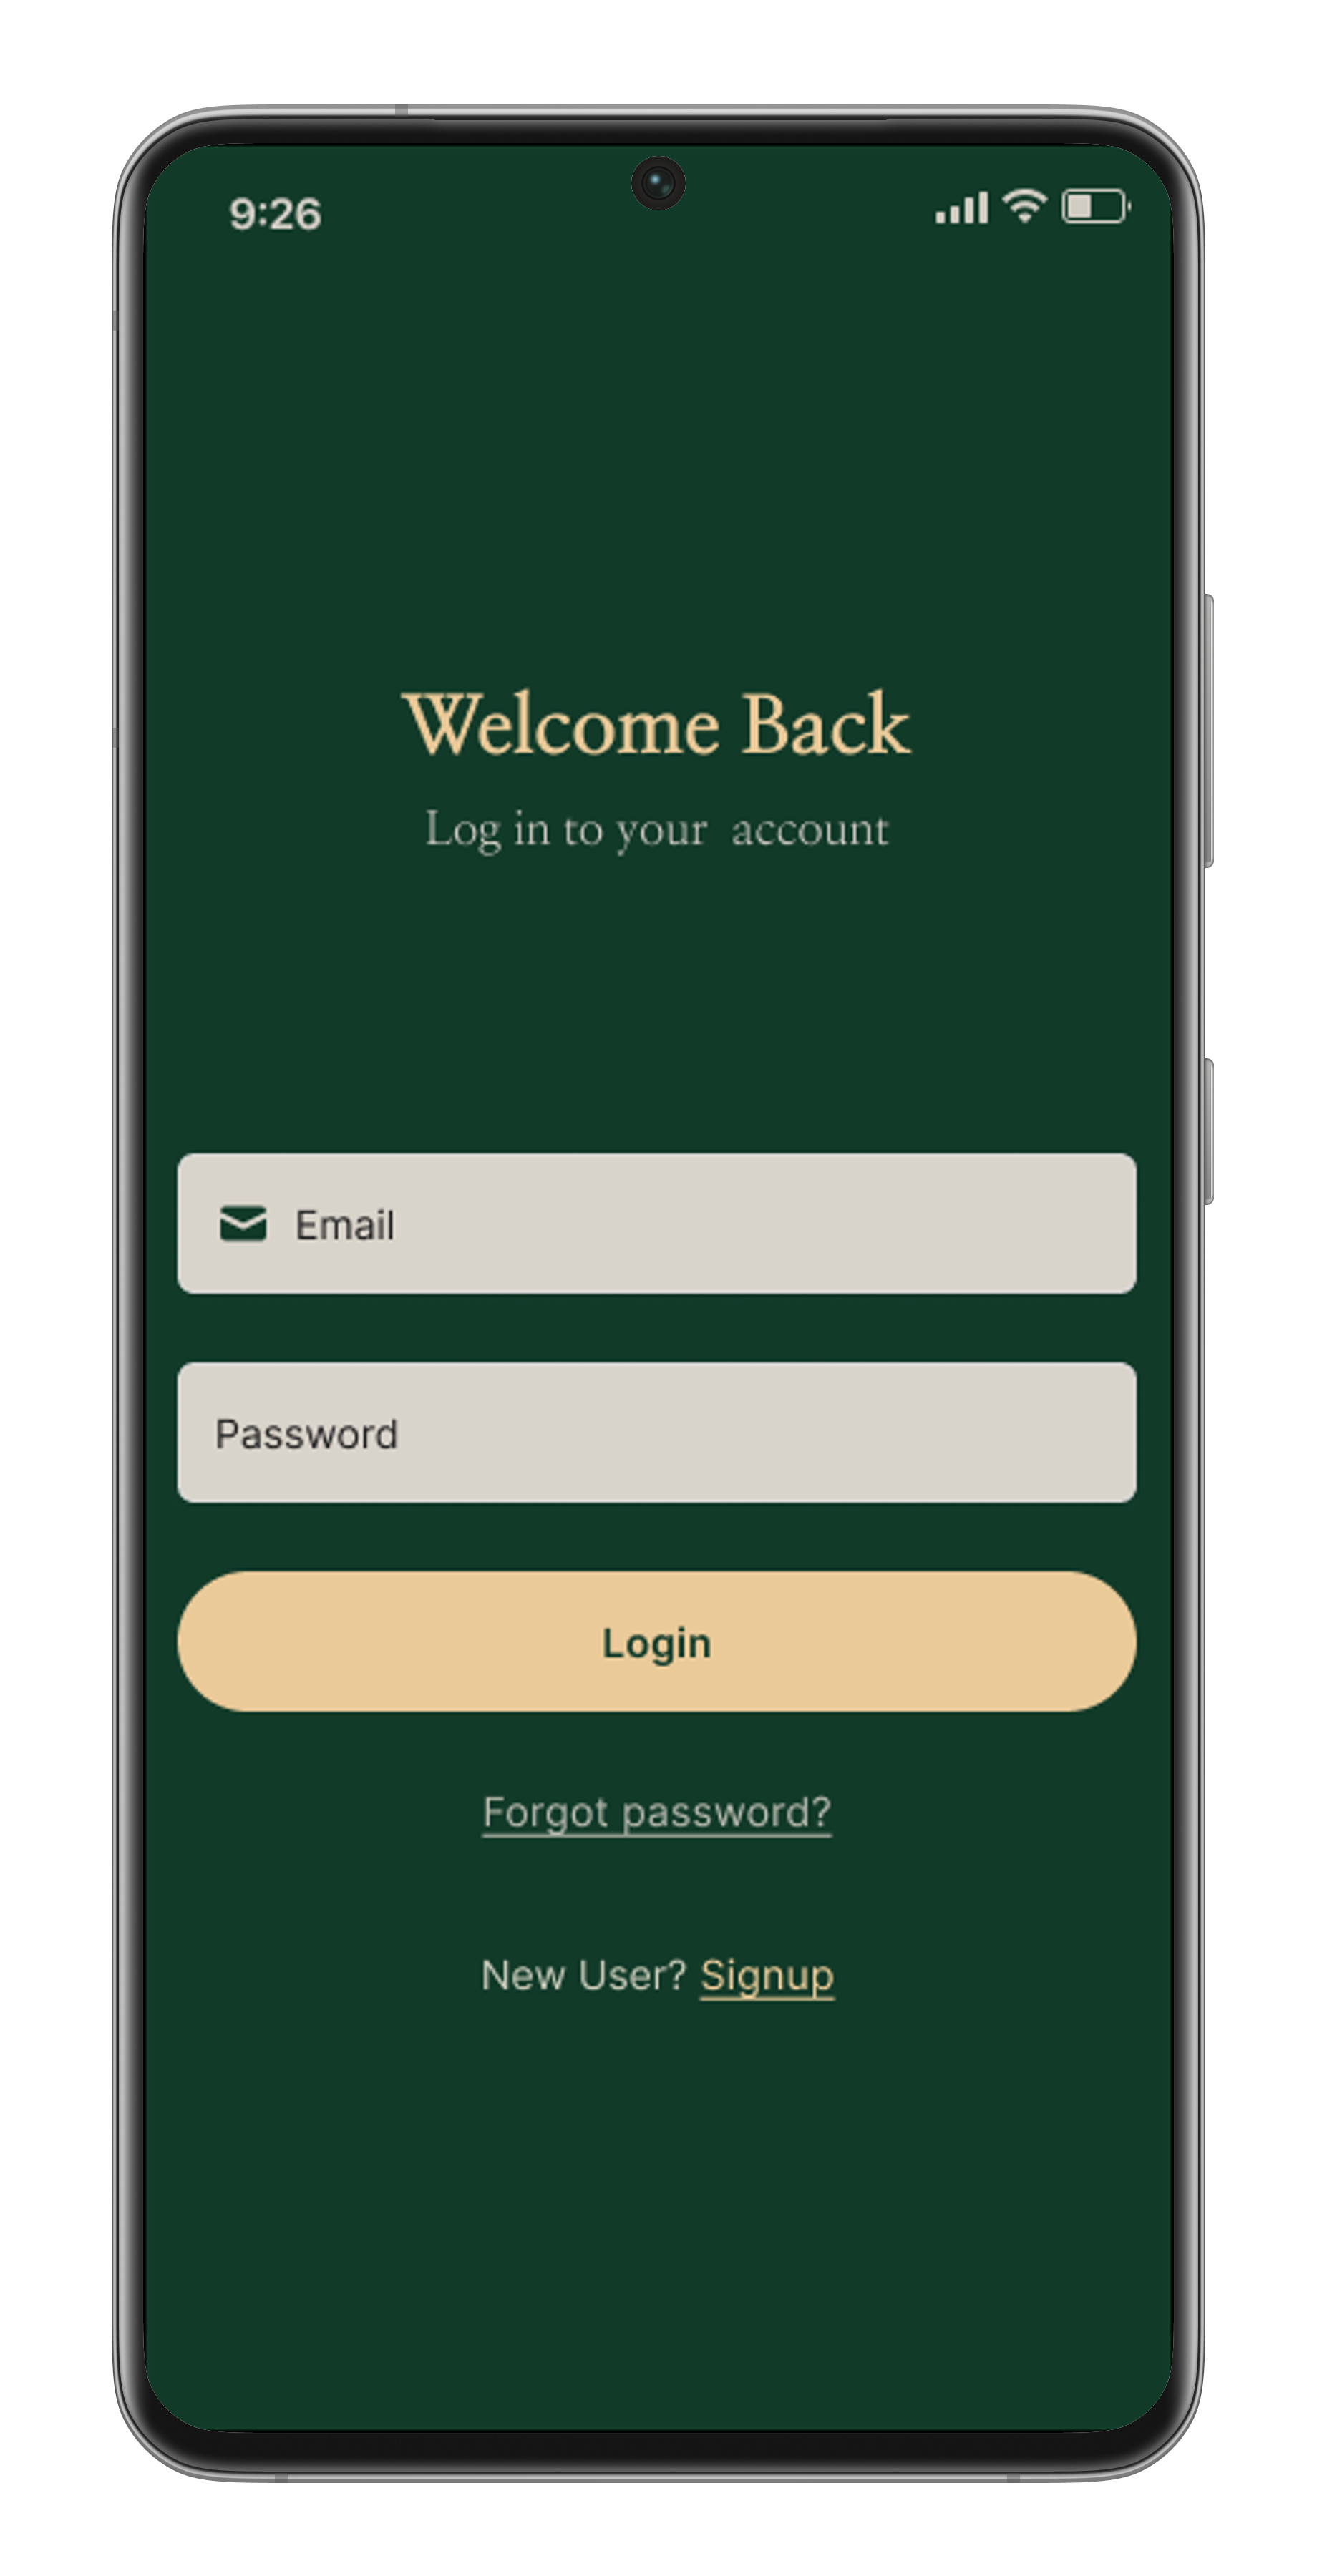 9:26
Welcome Back
Log in to your  account
Email
Password
Login
Forgot password?
New User? Signup